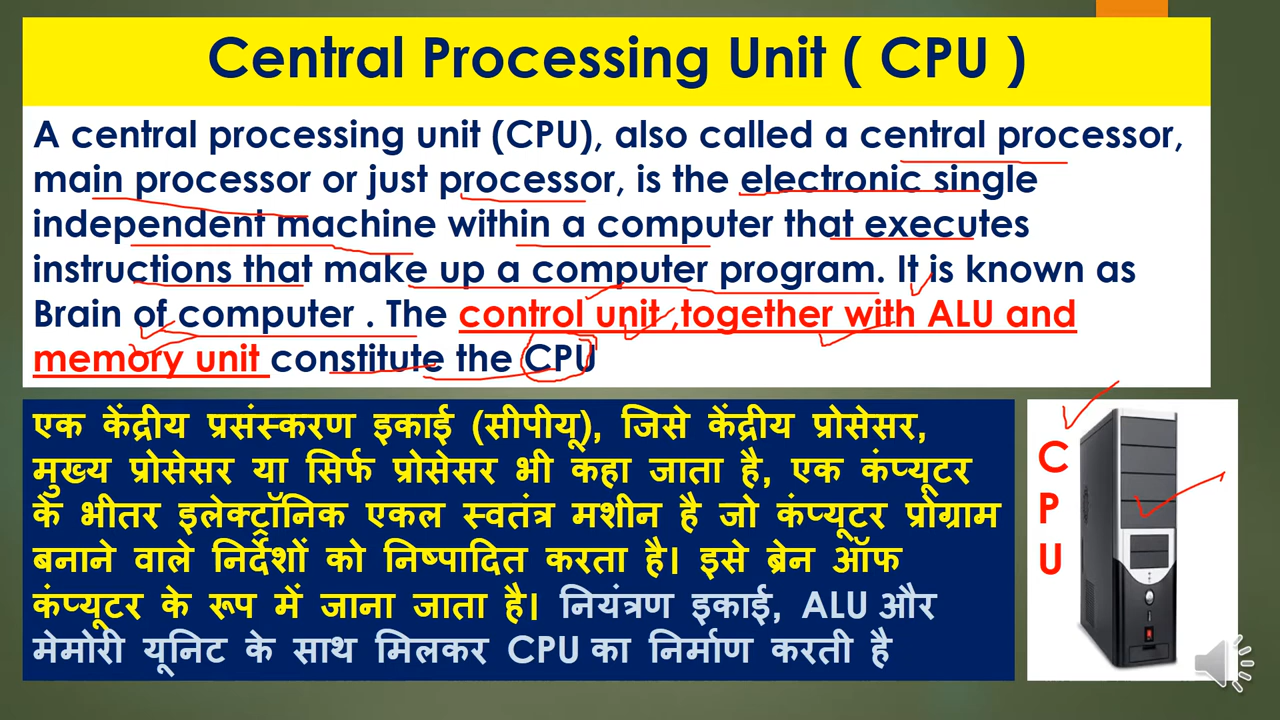 Central Processing Unit ( CPU )
A central processing unit (CPU), also called a central processor,
main processor or just processor, is the electronic single
independent machine within a computer that executes
instructions that make up a computer program. It is known as
Brain of computer . The control unit ,together with ALU and
memory unit constitute the CPU
एक केंद्रीय प्रसंस्करण इकाई (सीपीयू), जिसे केंद्रीय प्रोसेसर,
मुख्य प्रोसेसर या सिर्फ प्रोसेसर भी कहा जाता है, एक कंप्यूटर
के भीतर इलेक्ट्रॉनिक एकल स्वतंत्र मशीन है जो कंप्यूटर प्रोग्राम
बनाने वाले निर्देशों को निष्पादित करता है। इसे ब्रेन ऑफ
कंप्यूटर के रूप में जाना जाता है। नियंत्रण इकाई, ALU और
मेमोरी यूनिट के साथ मिलकर CPU का निर्माण करती है
C
P
U